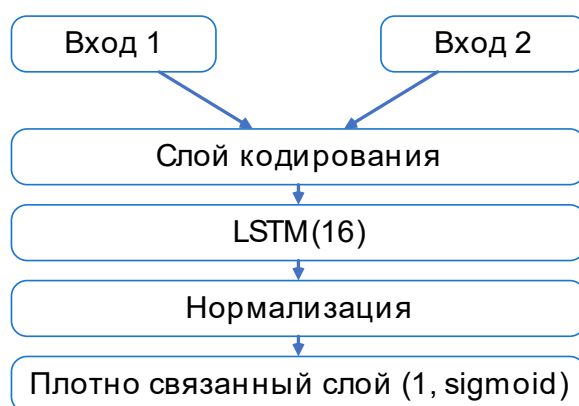 Вход 1
Вход 2
Слой кодирования
LSTM(16)
Нормализация
Плотно связанный слой (1, sigmoid)